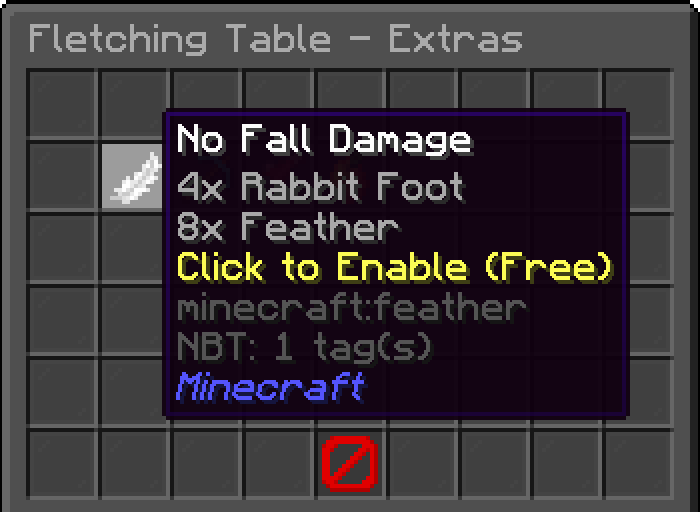 Fletching Table - Extras
No Fall Damage
4x Rabbit Foot
8x Feather
Click to Enable (Free)
minecraft:feather
NBT: 1 tag(s)
Minecraft